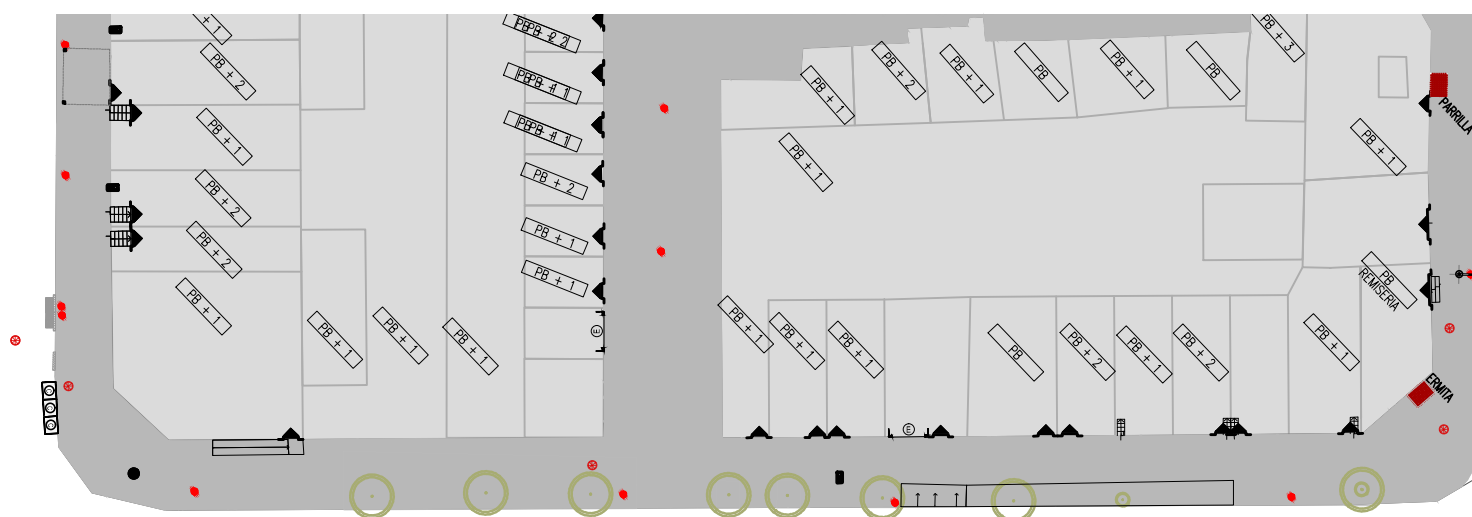 + 1
PB + 2
PB + 1
PB + 2
PB + 2
PB + 1
PB + 1
PB + 1
PB + 1
PB + 2
PB + 1
PB + 1
E
PB + 1
PB + 2
PB + 1
PB
PB + 1
PB
+ 3
PB + 1
PB + 1
PARRILLA
PB
REMISERIA
PB + 1
PB + 1
PB + 1
PB
PB + 2
PB + 1
PB + 2
PB + 1
ERMITA
E